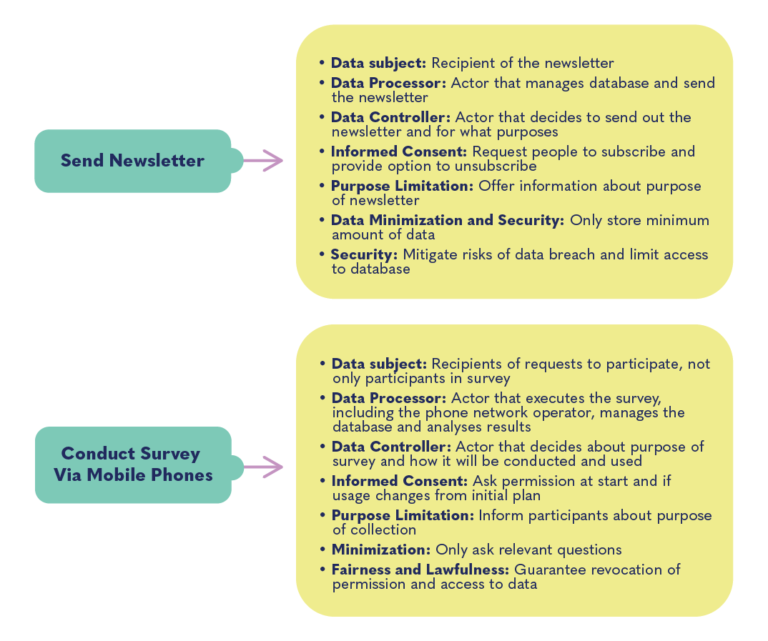 Send Newsletter
• Data subject: Recipient of the newsletter
• Data Processor: Actor that manages database and send
the newsletter
• Data Controller: Actor that decides to send out the
newsletter and for what purposes
• Informed Consent: Request people to subscribe and
provide option to unsubscribe
• Purpose Limitation: Offer information about purpose
of newsletter
• Data Minimization and Security: Only store minimum
amount of data
• Security: Mitigate risks of data breach and limit access
to database
Conduct Survey
Via Mobile Phones
• Data subject: Recipients of requests to participate, not
only participants in survey
• Data Processor: Actor that executes the survey,
including the phone network operator, manages the
database and analyses results
• Data Controller: Actor that decides about purpose of
survey and how it will be conducted and used
• Informed Consent: Ask permission at start and if
usage changes from initial plan
• Purpose Limitation: Inform participants about purpose
of collection
• Minimization: Only ask relevant questions
• Fairness and Lawfulness: Guarantee revocation of
permission and access to data